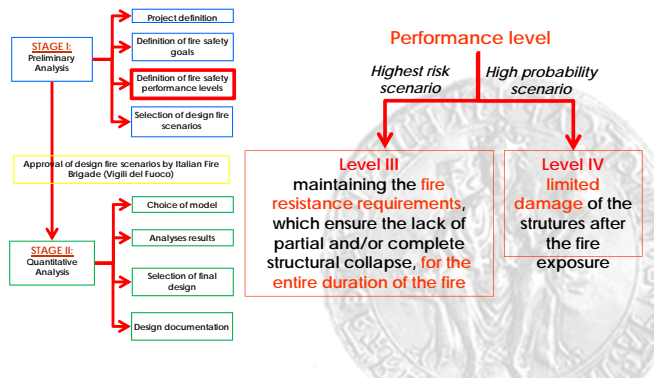 Project definition
STAGE I:
Preliminary
Analysis
Definition of fire safety
goals
Definition of fire safety
performance levels
Selection of design fire
scenarios
Approval of design fire scenarios by Italian Fire
Brigade (Vigili del Fuoco)
Choice of model
STAGE II:
Quantitative
Analysis
Analyses results
Selection of final
design
Design documentation
Performance level
Highest risk
scenario
High probability
scenario
Level III
maintaining the fire
resistance requirements,
which ensure the lack of
partial and/or complete
structural collapse, for the
entire duration of the fire
Level IV
limited
damage of the
strutures after
the fire
exposure